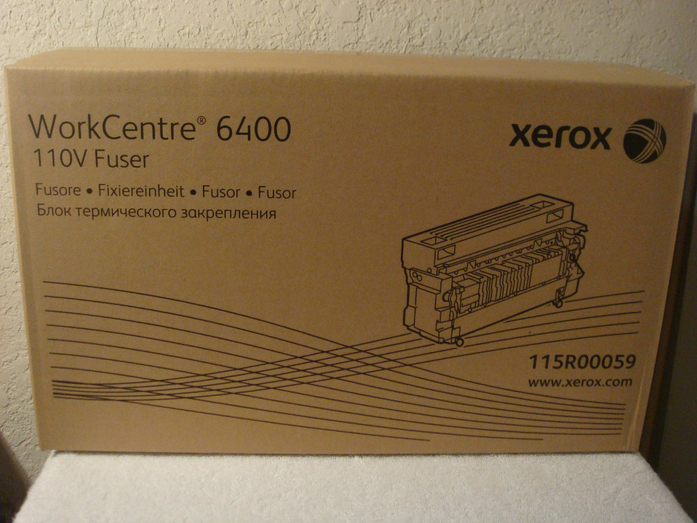 WorkCentre® 6400
xerox
110V Fuser
Fusore • Fixiereinheit • Fusor • Fusor
Блок термического закрепления
115R00059
www.xerox.com